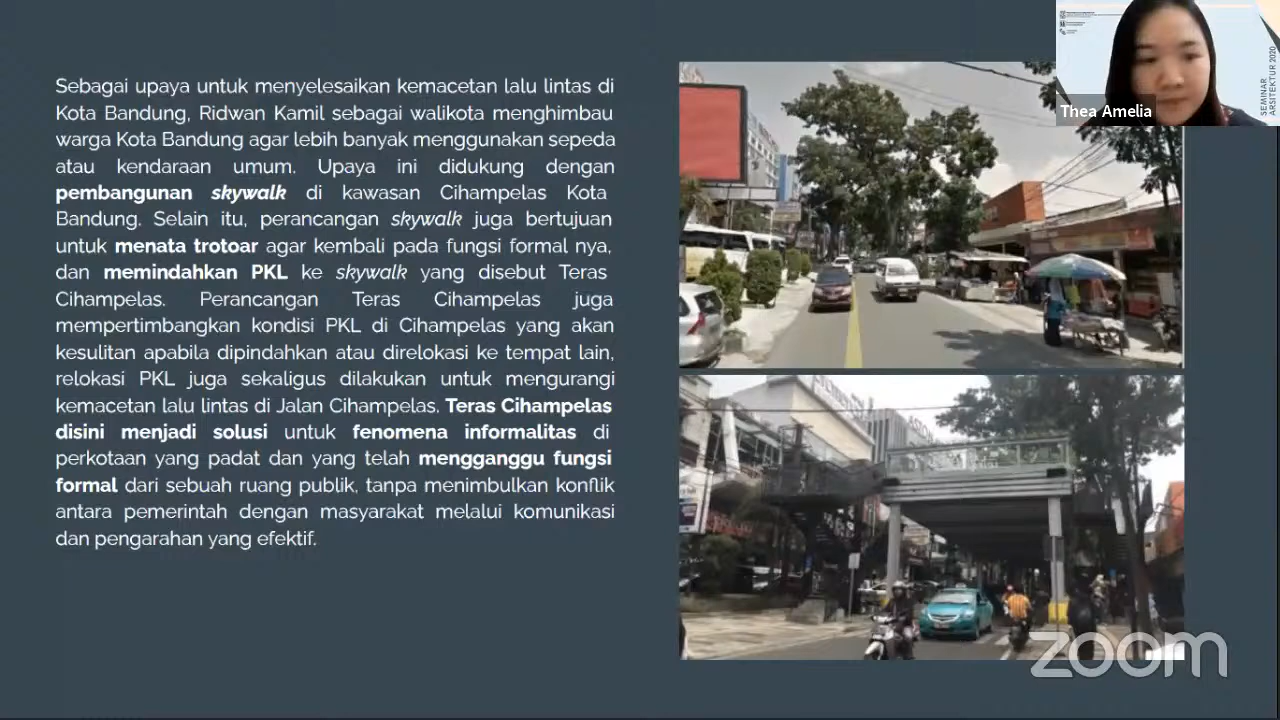 Sebagai upaya untuk menyelesaikan kemacetan lalu lintas di
Kota Bandung, Ridwan Kamil sebagai walikota menghimbau
warga Kota Bandung agar lebih banyak menggunakan sepeda
atau kendaraan umum. Upaya ini didukung dengan
pembangunan skywalk di kawasan Cihampelas Kota
Bandung. Selain itu, perancangan skywalk juga bertujuan
untuk menata trotoar agar kembali pada fungsi formal nya,
dan memindahkan PKL ke skywalk yang disebut Teras
Cihampelas. Perancangan Teras Cihampelas juga
mempertimbangkan kondisi PKL di Cihampelas yang akan
kesulitan apabila dipindahkan atau direlokasi ke tempat lain,
relokasi PKL juga sekaligus dilakukan untuk mengurangi
kemacetan lalu lintas di Jalan Cihampelas. Teras Cihampelas
disini menjadi solusi untuk fenomena informalitas di
perkotaan yang padat dan yang telah mengganggu fungsi
formal dari sebuah ruang publik, tanpa menimbulkan konflik
antara pemerintah dengan masyarakat melalui komunikasi
dan pengarahan yang efektif.
Thea Amelia
SEMINAR
ARSITEKTUR 2020
ASTON
zoom